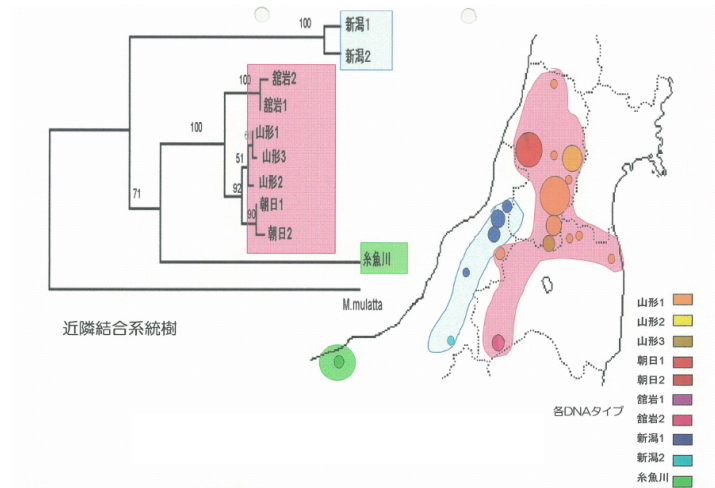 100
新潟1
新潟2
100
舘岩2
舘岩1
100
山形1
51
山形3
山形2
92
朝日1
90
朝日2
71
糸魚川
M.mulatta
近隣結合系統樹
山形1
山形2
山形3
朝日1
朝日2
舘岩1
舘岩2
新潟1
新潟2
糸魚川
各DNAタイプ